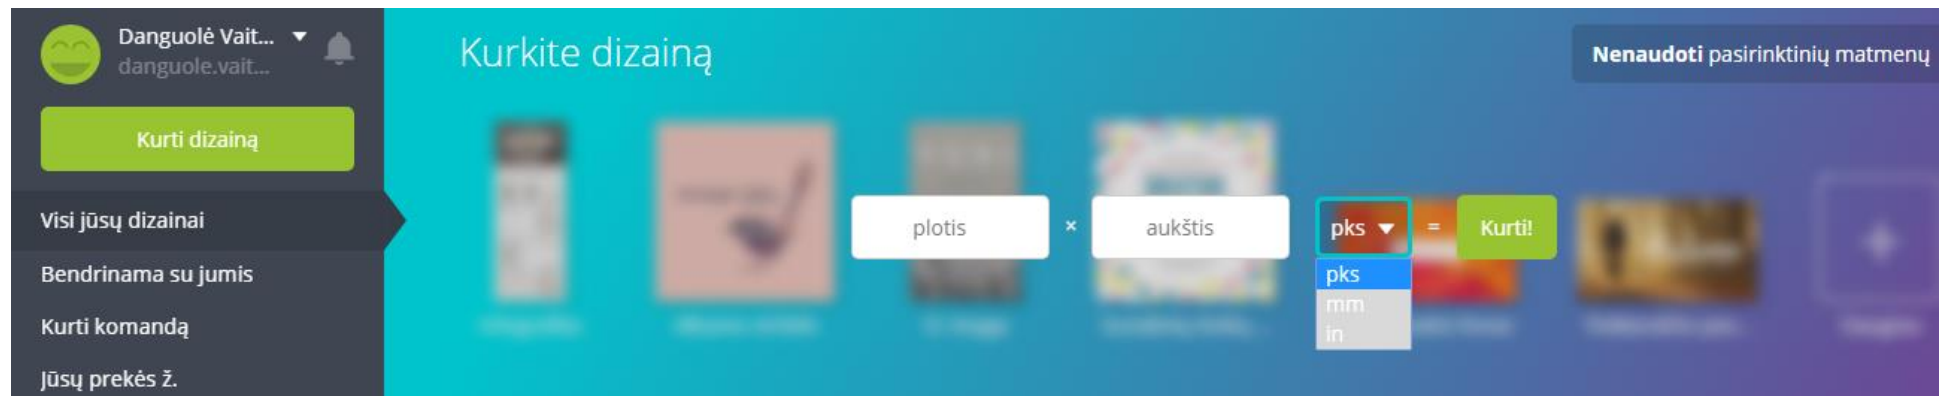 Danguolė Vait...
danguole.vait...
Kurti dizainą
Visi jūsų dizainai
Bendrinama su jumis
Kurti komandą
Jūsų prekės ž.
Kurkite dizainą
Nenaudoti pasirinktinių matmenų
plotis × aukštis pks = Kurti!
pks
mm
in